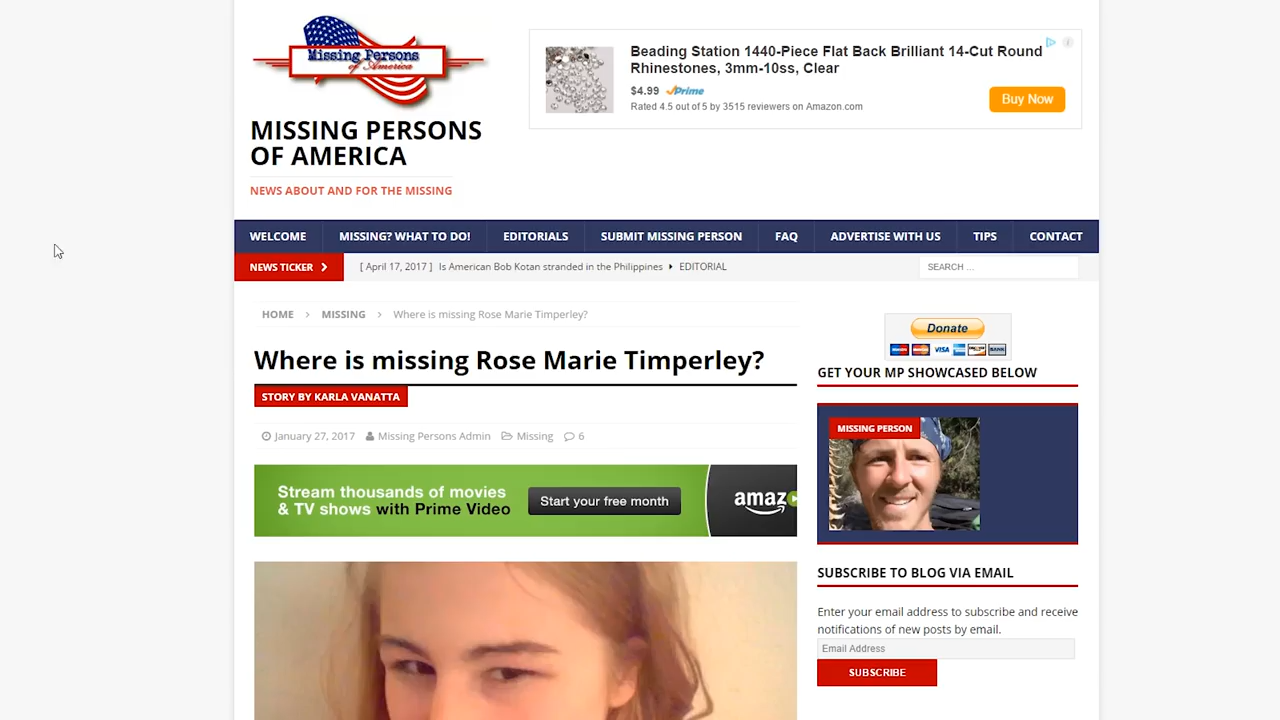 Missing Persons
of America
MISSING PERSONS
OF AMERICA
NEWS ABOUT AND FOR THE MISSING
Beading Station 1440-Piece Flat Back Brilliant 14-Cut Round
Rhinestones, 3mm-10ss, Clear
$4.99 Prime
Rated 4.5 out of 5 by 3515 reviewers on Amazon.com
Buy Now
WELCOME MISSING? WHAT TO DO! EDITORIALS SUBMIT MISSING PERSON FAQ ADVERTISE WITH US TIPS CONTACT
NEWS TICKER [ April 17, 2017 ] Is American Bob Kotan stranded in the Philippines EDITORIAL
SEARCH …
HOME MISSING Where is missing Rose Marie Timperley?
Where is missing Rose Marie Timperley?
STORY BY KARLA VANATTA
January 27, 2017 Missing Persons Admin Missing 6
Stream thousands of movies
& TV shows with Prime Video
Start your free month
amaz
Donate
VISA
GET YOUR MP SHOWCASED BELOW
MISSING PERSON
SUBSCRIBE TO BLOG VIA EMAIL
Enter your email address to subscribe and receive
notifications of new posts by email.
Email Address
SUBSCRIBE